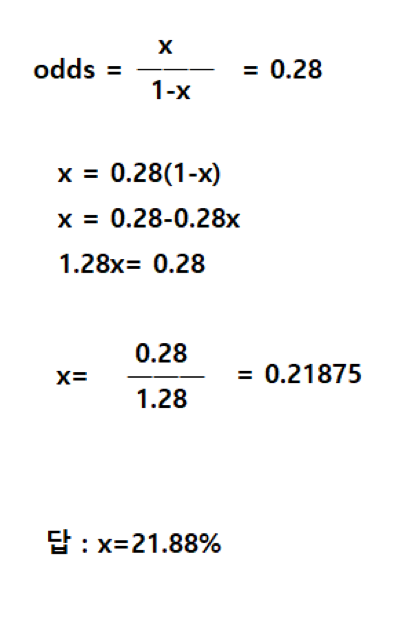 x
odds = ——— = 0.28
1-x
x = 0.28(1-x)
x = 0.28-0.28x
1.28x= 0.28
0.28
x= ——— = 0.21875
1.28
답 : x=21.88%